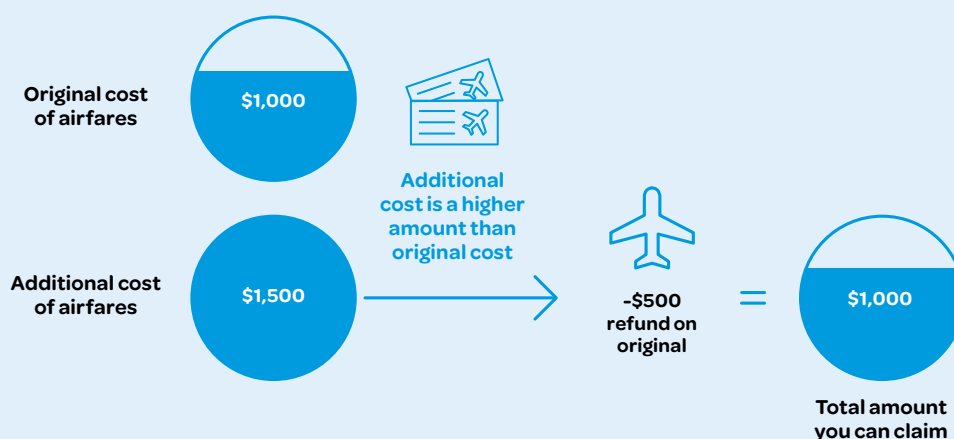 Original cost
of airfares
$1,000
Additional
cost is a higher
amount than
original cost
Additional cost
of airfares
$1,500
-$500
refund on
original
=
$1,000
Total amount
you can claim